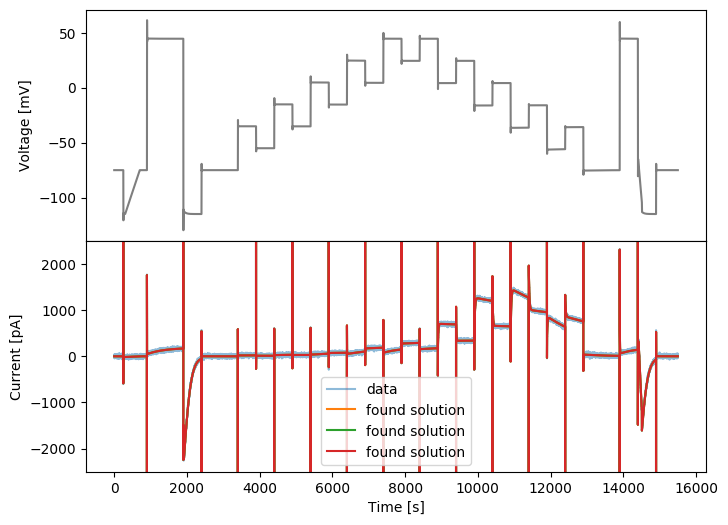 50
0
−50
−100
Voltage [mV]
2000
1000
0
−1000
−2000
Current [pA]
data
found solution
found solution
found solution
0 2000 4000 6000 8000 10000 12000 14000 16000
Time [s]